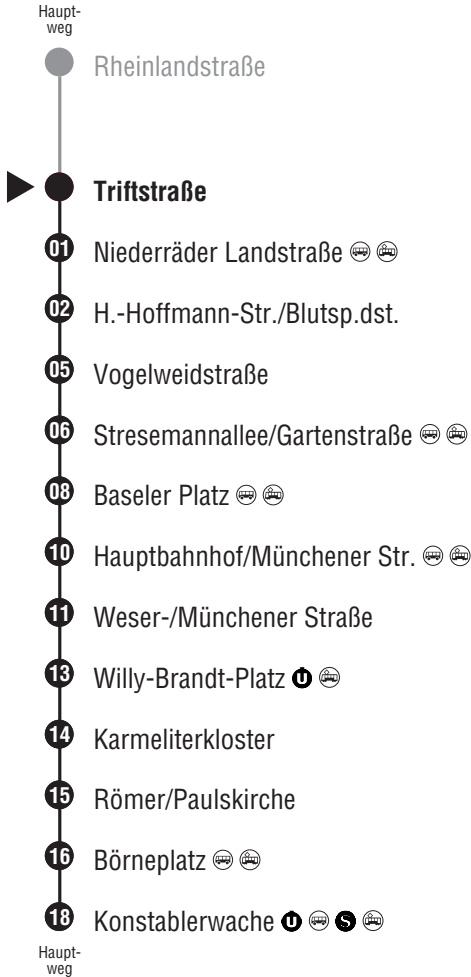 Haupt-
weg
Rheinlandstraße
Triftstraße
01 Niederräder Landstraße
02 H.-Hoffmann-Str./Blutsp.dst.
05 Vogelweidstraße
06 Stresemannallee/Gartenstraße
08 Baseler Platz
10 Hauptbahnhof/Münchener Str.
11 Weser-/Münchener Straße
13 Willy-Brandt-Platz U
14 Karmeliterkloster
15 Römer/Paulskirche
16 Börneplatz
18 Konstablerwache U S
Haupt-
weg